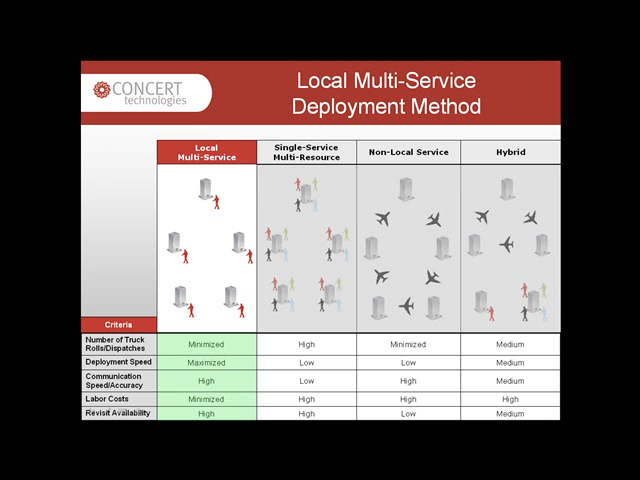 CONCERT
technologies
Local Multi-Service
Deployment Method
Local
Multi-Service
Single-Service
Multi-Resource
Non-Local Service
Hybrid
Criteria
Number of Truck
Rolls/Dispatches
Minimized
High
Minimized
Medium
Deployment Speed
Maximized
Low
Low
Medium
Communication
Speed/Accuracy
High
Low
High
Medium
Labor Costs
Minimized
High
High
High
Revisit Availability
High
High
Low
Medium